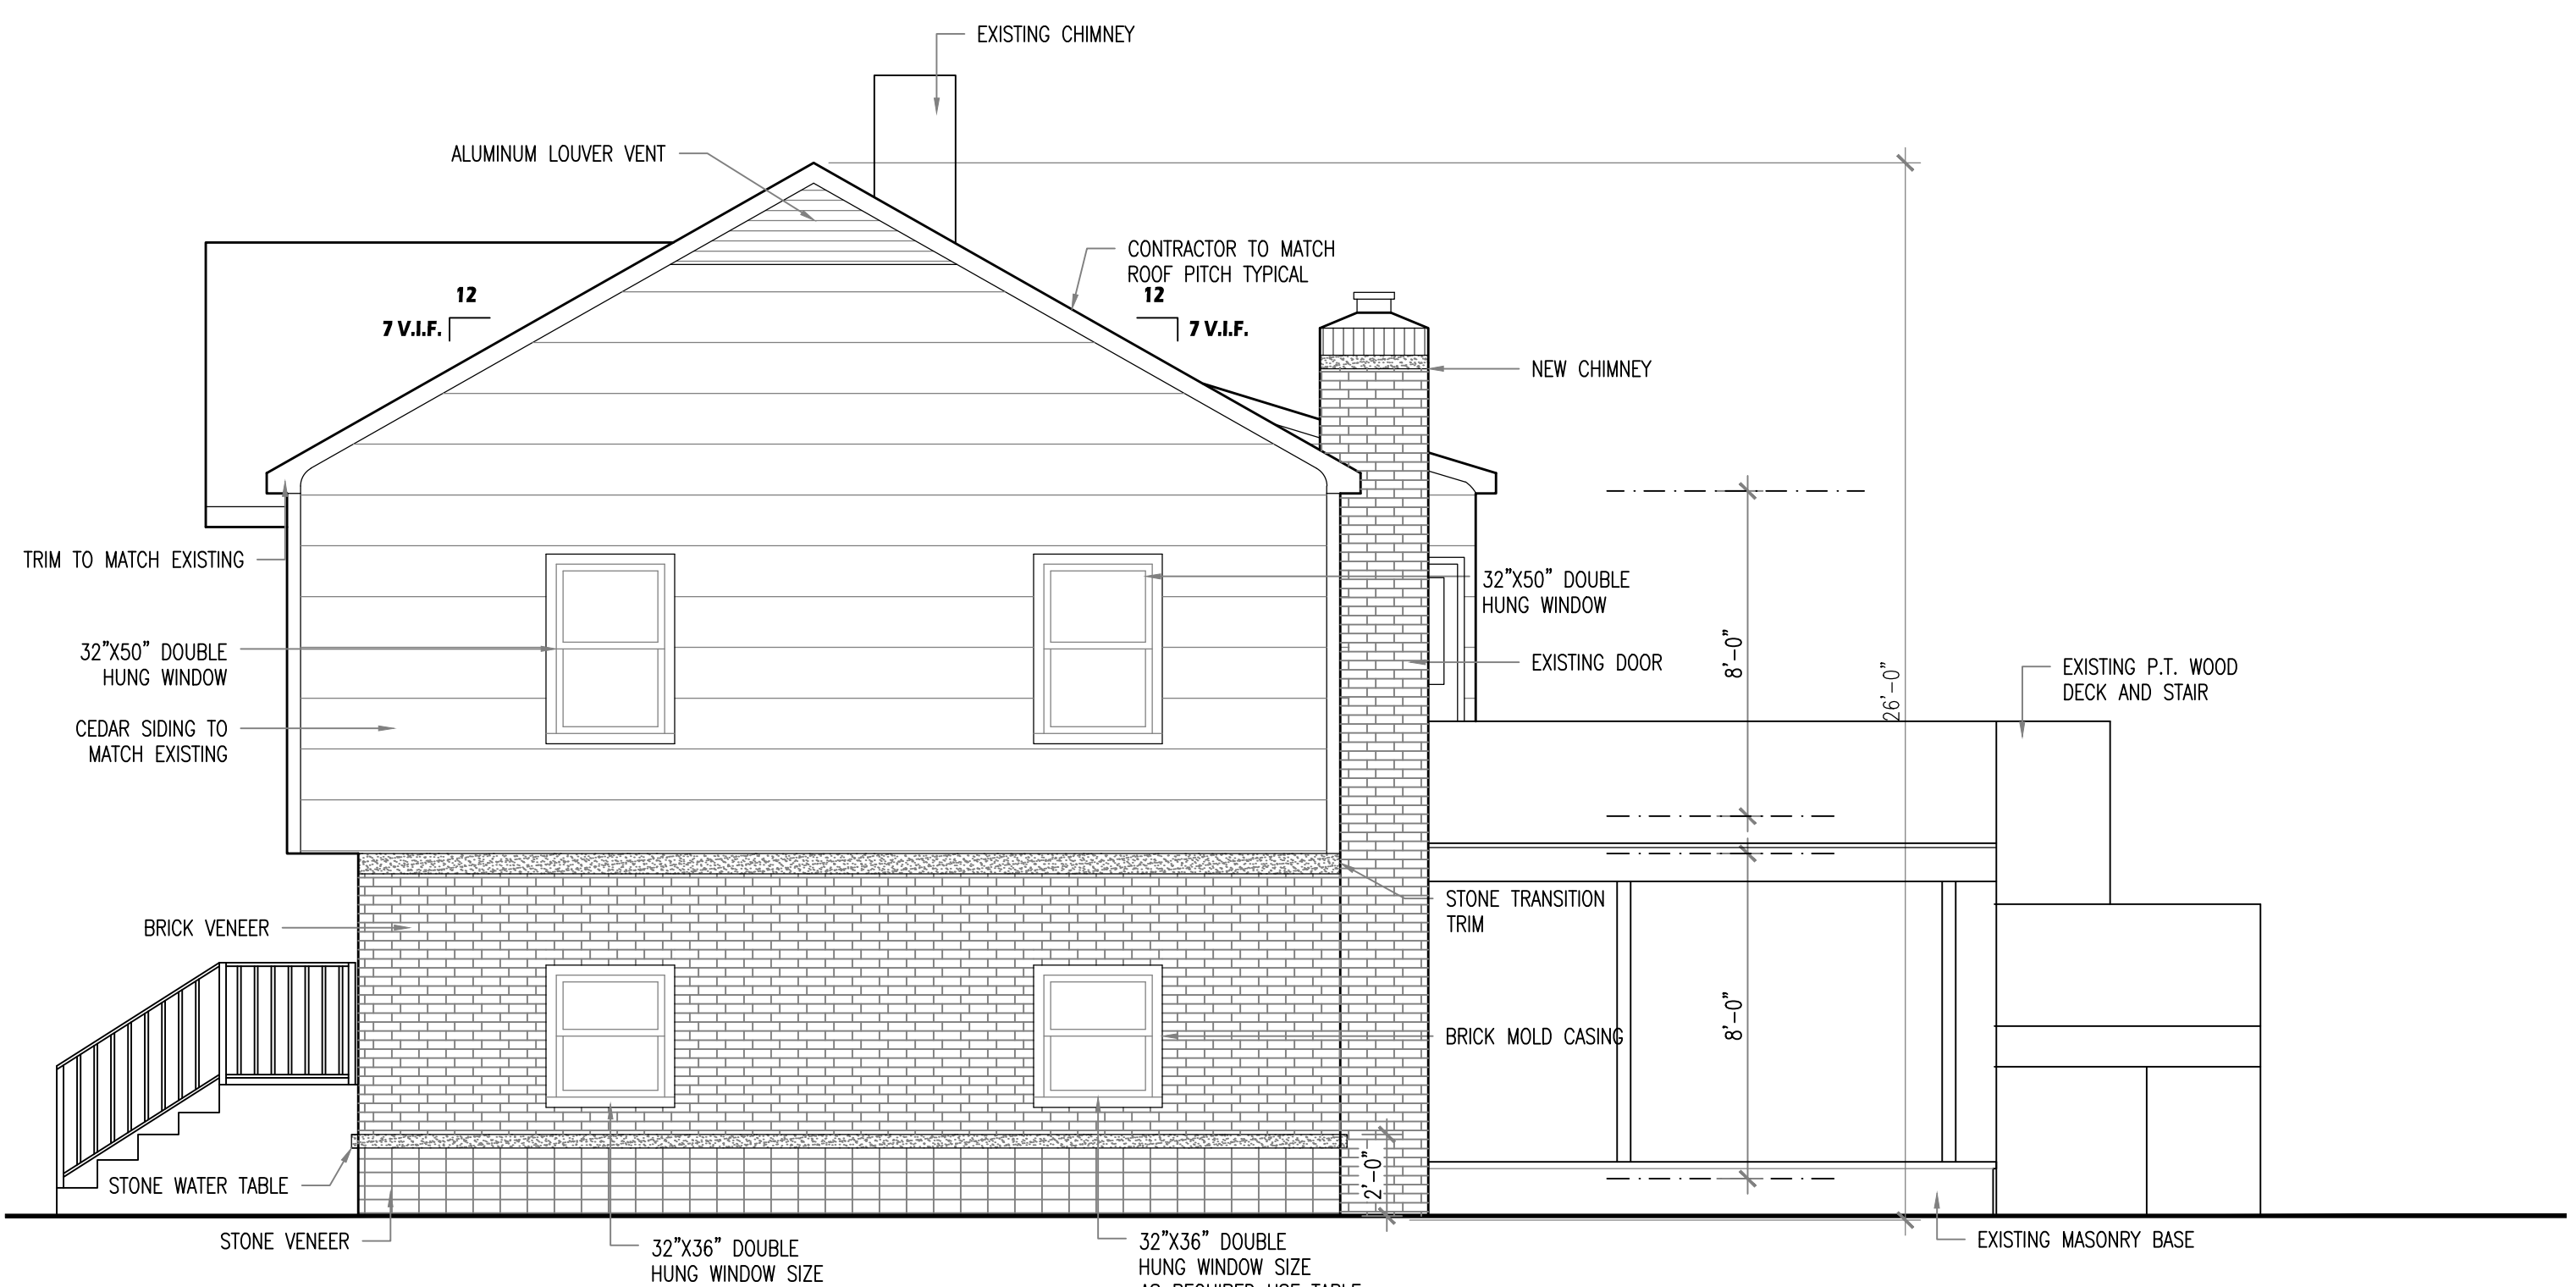 EXISTING CHIMNEY
ALUMINUM LOUVER VENT
CONTRACTOR TO MATCH
ROOF PITCH TYPICAL
12
7 V.I.F.
12
7 V.I.F.
NEW CHIMNEY
TRIM TO MATCH EXISTING
32"X50" DOUBLE
HUNG WINDOW
32"X50" DOUBLE
HUNG WINDOW
EXISTING DOOR
8'-0"
26'-0"
EXISTING P.T. WOOD
DECK AND STAIR
CEDAR SIDING TO
MATCH EXISTING
STONE TRANSITION
TRIM
BRICK VENEER
BRICK MOLD CASING
8'-0"
2'-0"
STONE WATER TABLE
STONE VENEER
32"X36" DOUBLE
HUNG WINDOW SIZE
32"X36" DOUBLE
HUNG WINDOW SIZE
AS REQUIRED USE TABLE
EXISTING MASONRY BASE